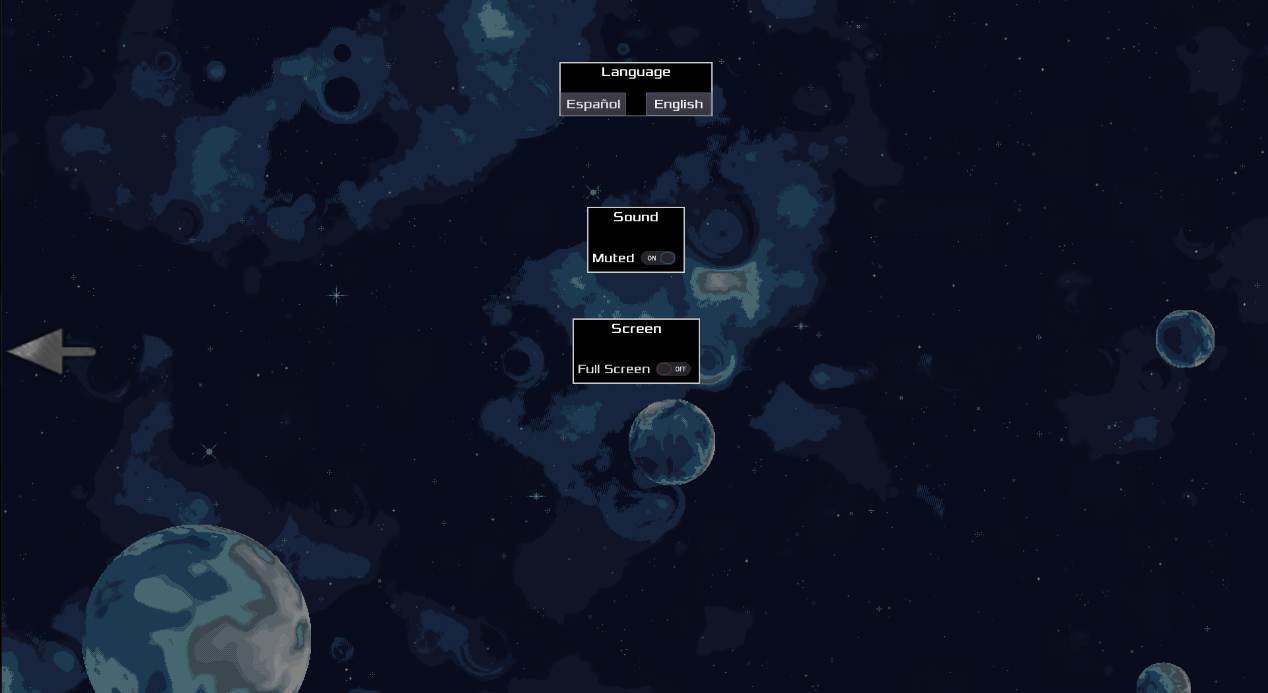 Language
Español English
Sound
Muted ON
Screen
Full Screen OFF